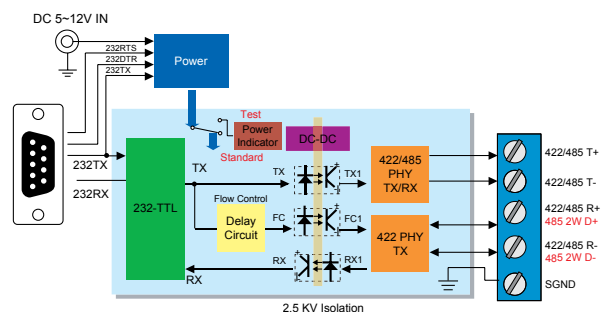 DC 5~12V IN
232RTS
232DTR
232TX
Power
Test
Power
Indicator
DC-DC
Standard
232TX
232RX
232-TTL
TX
TX
TX1
422/485
PHY
TX/RX
Flow Control
Delay
Circuit
FC
FC1
422 PHY
TX
RX
RX
RX1
2.5 KV Isolation
422/485 T+
422/485 T-
422/485 R+
485 2W D+
422/485 R-
485 2W D-
SGND